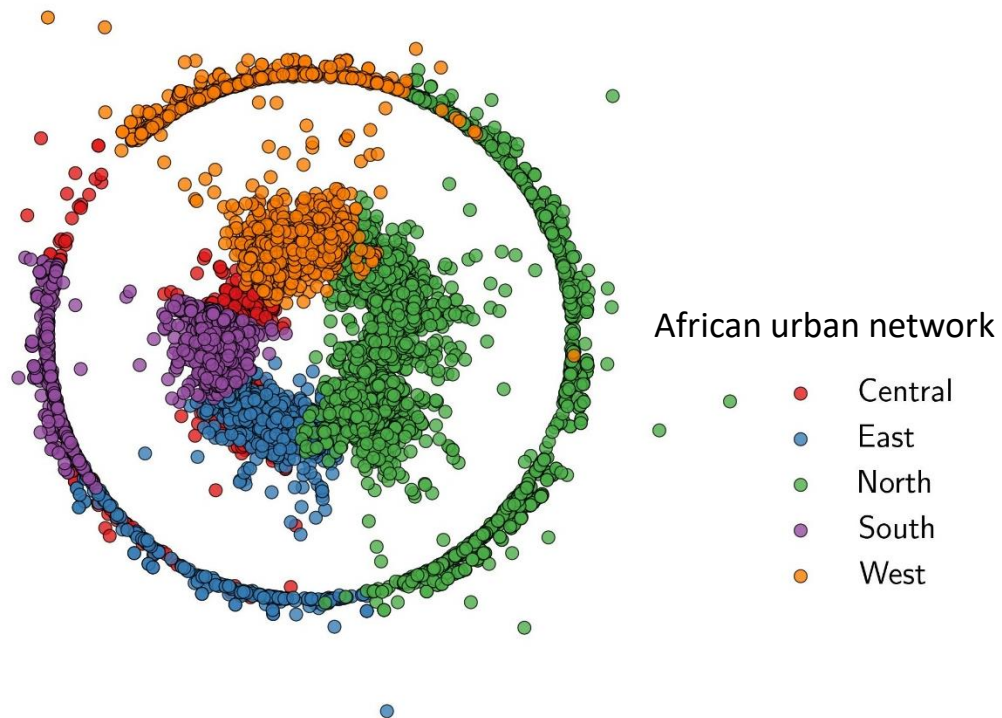 African urban network
Central
East
North
South
West